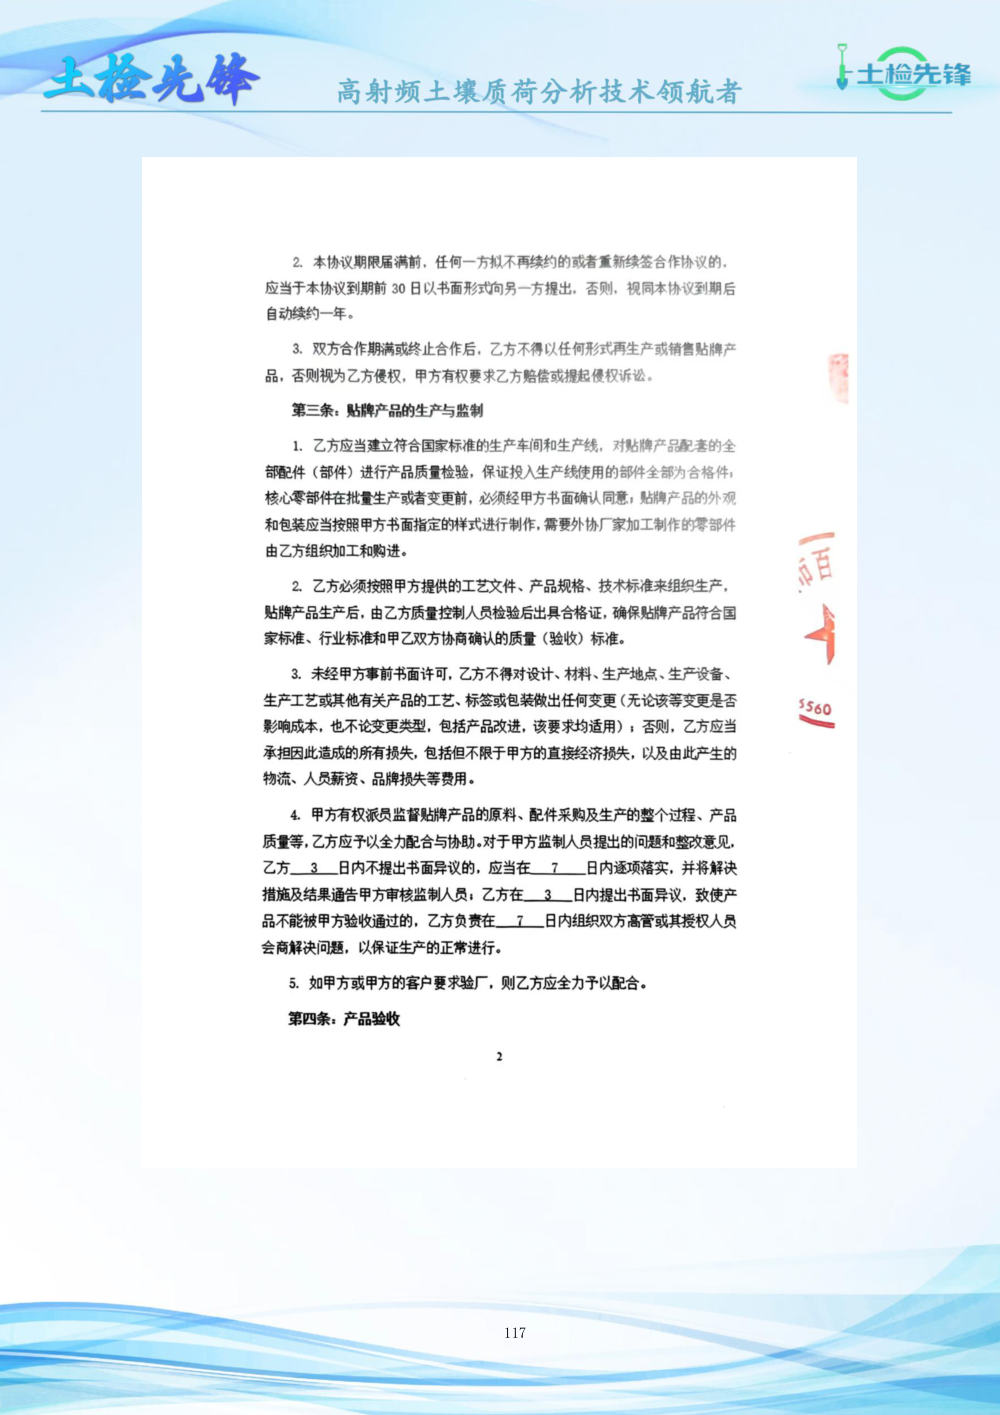 土检先锋
高射频土壤质荷分析技术领航者
土检先锋
2. 本协议期限届满前，任何一方拟不再续约的或者重新续签合作协议的，
应当于本协议到期前 30 日以书面形式向另一方提出，否则，视同本协议到期后
自动续约一年。
3. 双方合作期满或终止合作后，乙方不得以任何形式再生产或销售贴牌产
品，否则视为乙方侵权，甲方有权要求乙方赔偿或提起侵权诉讼。
第三条：贴牌产品的生产与监制
1. 乙方应当建立符合国家标准的生产车间和生产线，对贴牌产品配套的全
部配件（部件）进行产品质量检验，保证投入生产线使用的部件全部为合格件；
核心零部件在批量生产或者变更前，必须经甲方书面确认同意；贴牌产品的外观
和包装应当按照甲方书面指定的样式进行制作，需要外协厂家加工制作的零部件
由乙方组织加工和购进。
2. 乙方必须按照甲方提供的工艺文件、产品规格、技术标准来组织生产，
贴牌产品生产后，由乙方质量控制人员检验后出具合格证，确保贴牌产品符合国
家标准、行业标准和甲乙双方协商确认的质量（验收）标准。
3. 未经甲方事前书面许可，乙方不得对设计、材料、生产地点、生产设备、
生产工艺或其他有关产品的工艺、标签或包装做出任何变更（无论该等变更是否
影响成本，也不论变更类型，包括产品改进，该要求均适用）；否则，乙方应当
承担因此造成的所有损失，包括但不限于甲方的直接经济损失，以及由此产生的
物流、人员薪资、品牌损失等费用。
4. 甲方有权派员监督贴牌产品的原料、配件采购及生产的整个过程、产品
质量等，乙方应予以全力配合与协助。对于甲方监制人员提出的问题和整改意见，
乙方 3 日内不提出书面异议的，应当在 7 日内逐项落实，并将解决
措施及结果通告甲方审核监制人员；乙方在 3 日内提出书面异议，致使产
品不能被甲方验收通过的，乙方负责在 7 日内组织双方高管或其授权人员
会商解决问题，以保证生产的正常进行。
5. 如甲方或甲方的客户要求验厂，则乙方应全力予以配合。
第四条：产品验收
2
百
5560
117